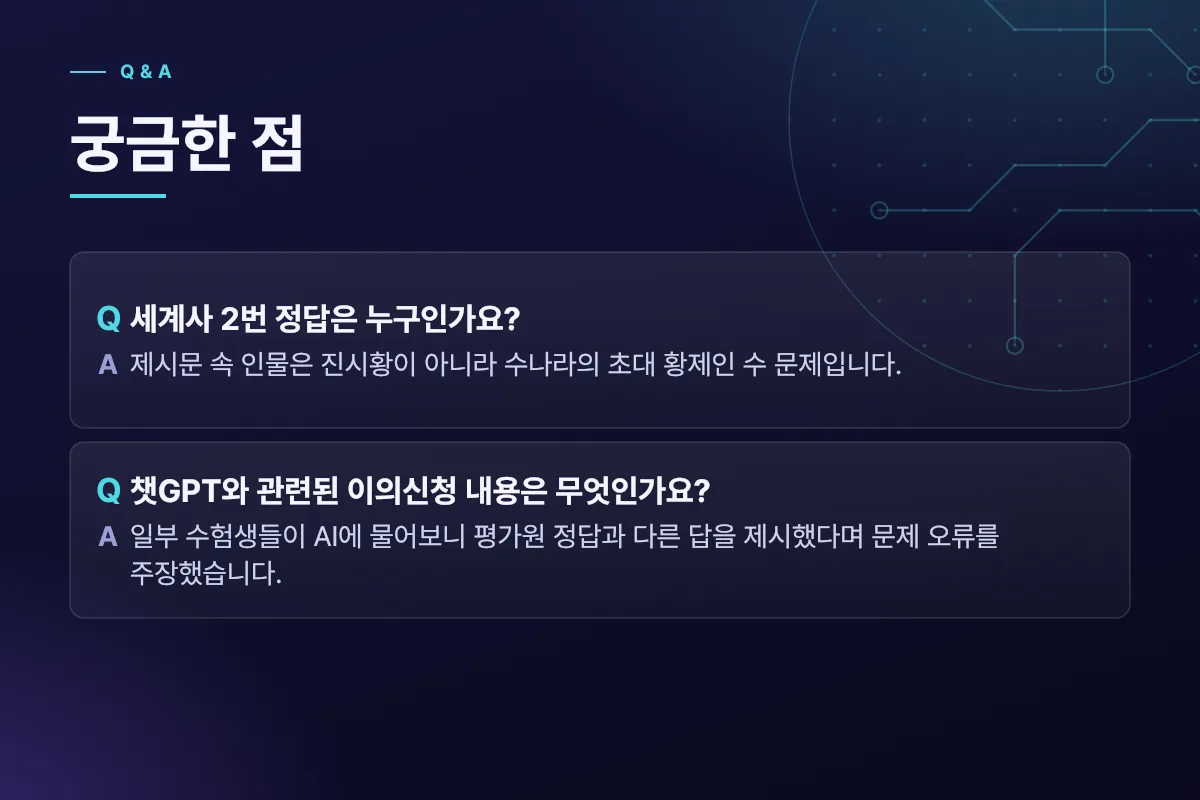 Q & A
궁금한 점
Q 세계사 2번 정답은 누구인가요?
A 제시문 속 인물은 진시황이 아니라 수나라의 초대 황제인 수 문제입니다.
Q 챗GPT와 관련된 이의신청 내용은 무엇인가요?
A 일부 수험생들이 AI에 물어보니 평가원 정답과 다른 답을 제시했다며 문제 오류를
주장했습니다.